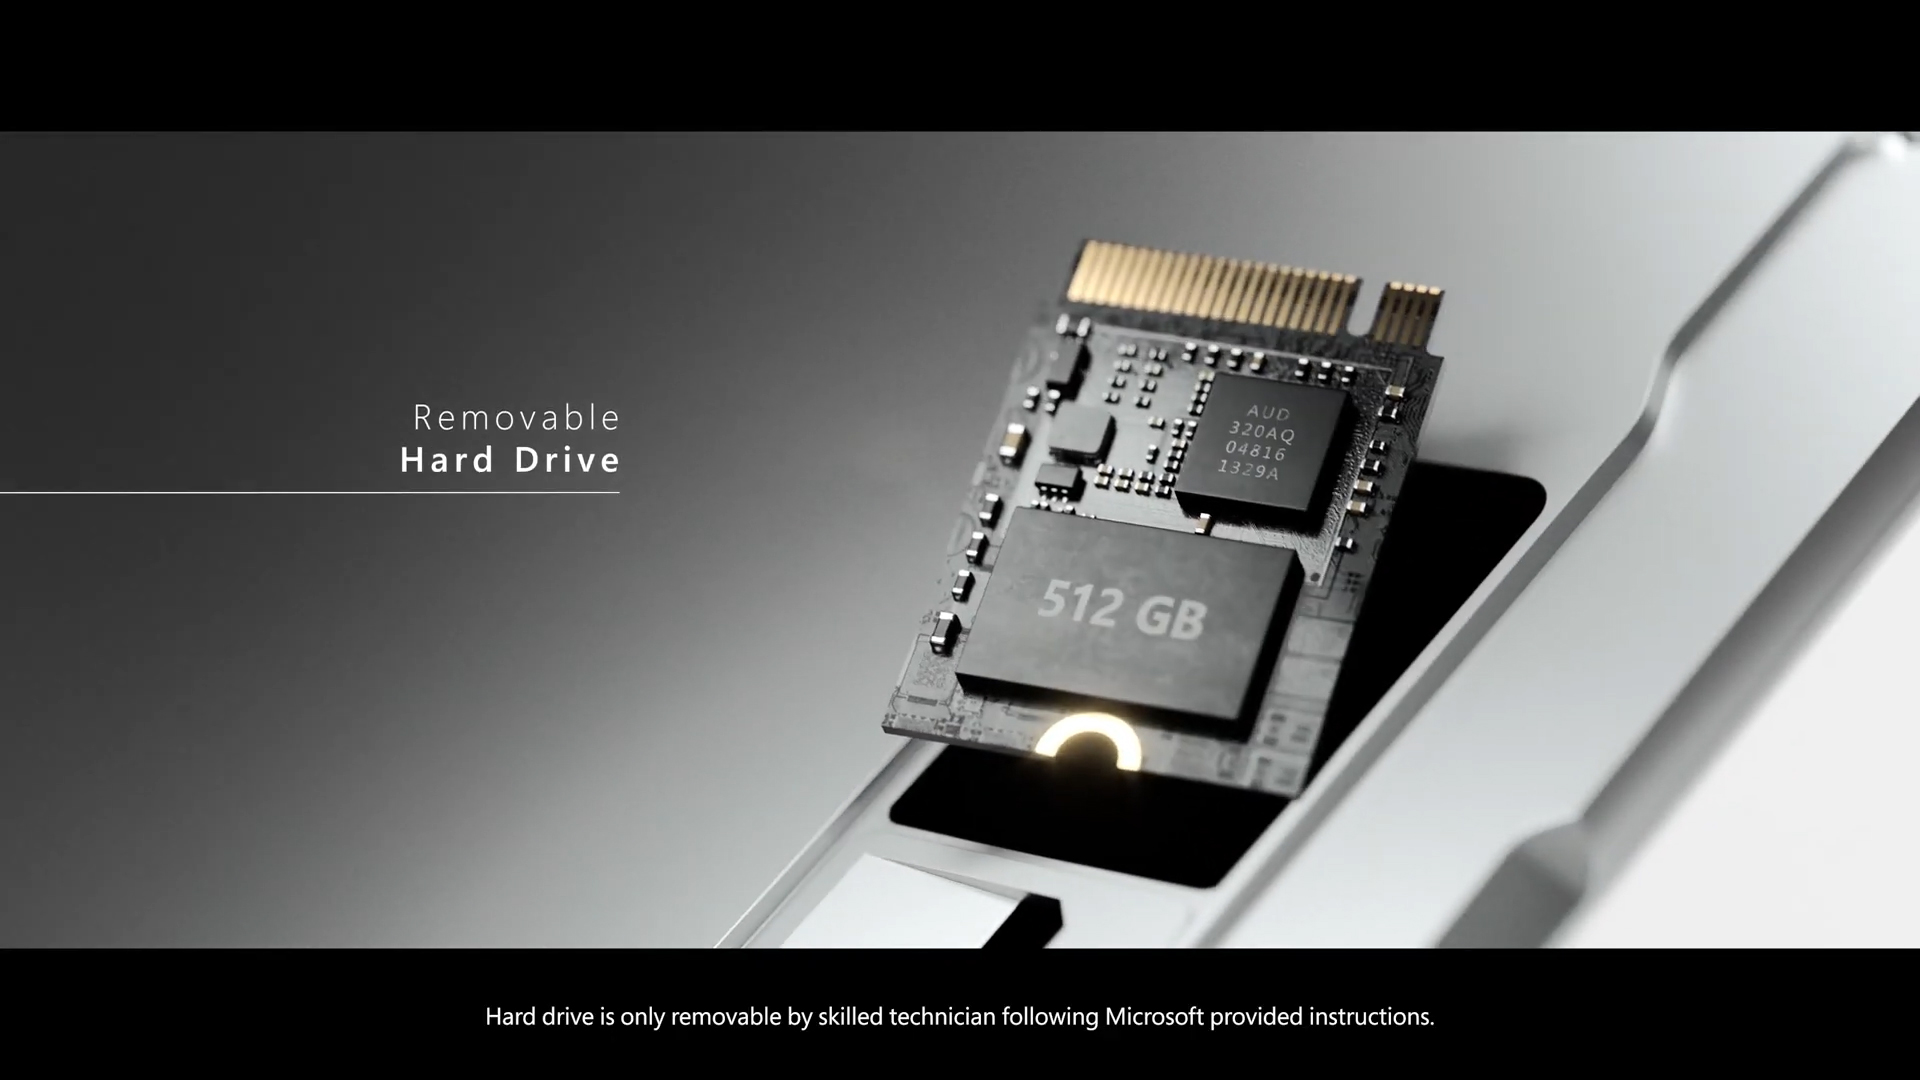 Removable
Hard Drive
AUD
320AQ
04816
1329A
512 GB
Hard drive is only removable by skilled technician following Microsoft provided instructions.